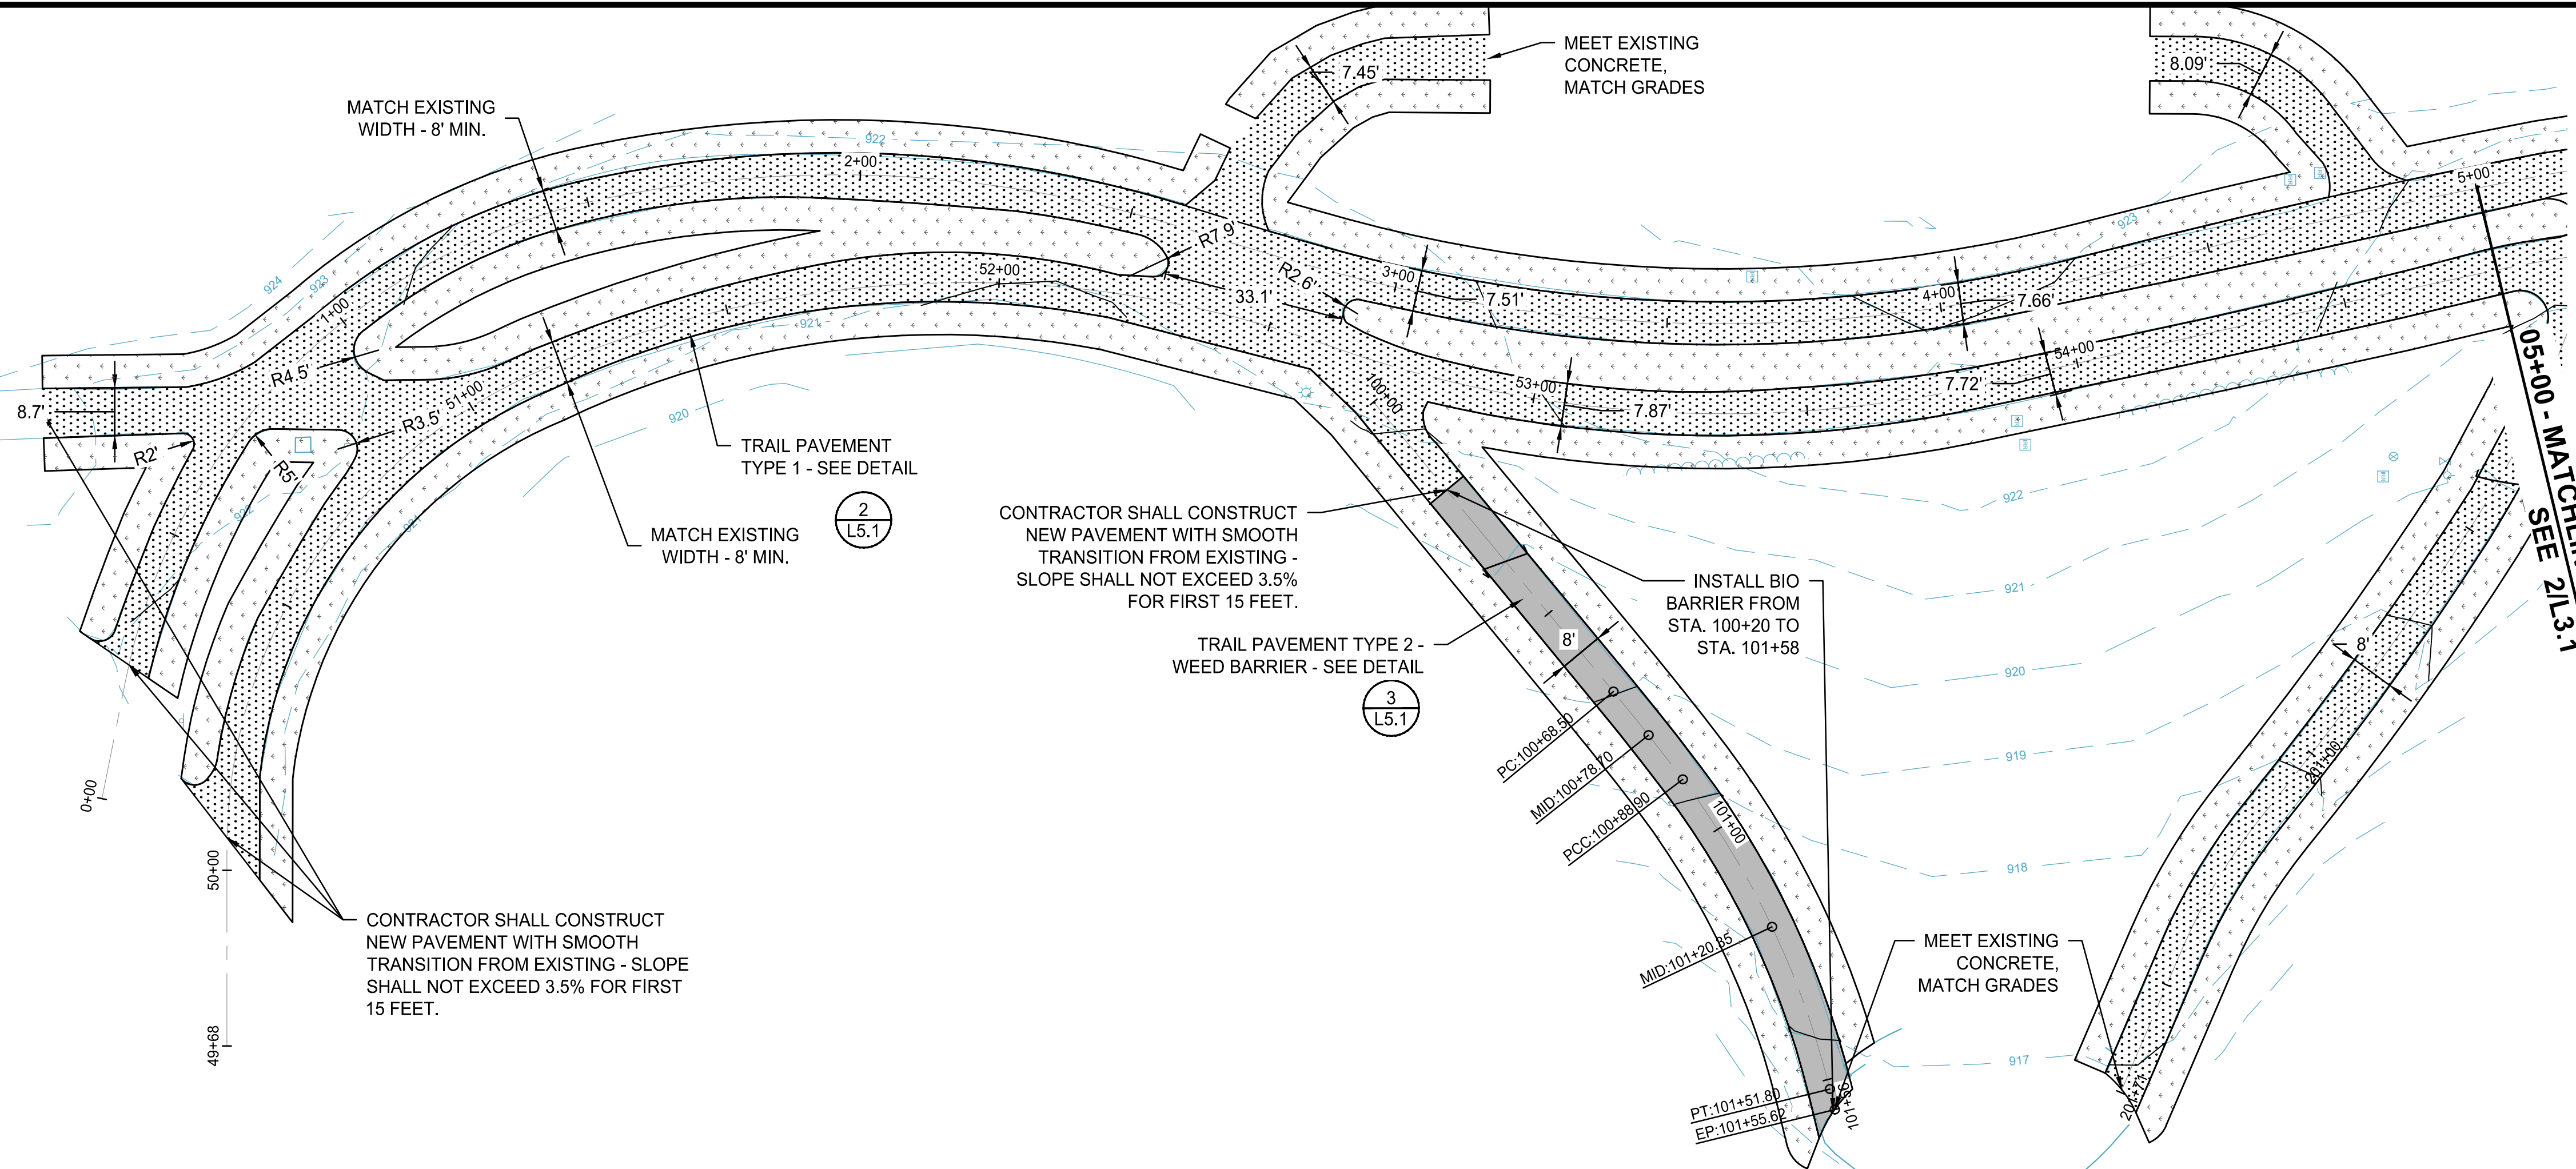 MATCH EXISTING
WIDTH - 8' MIN.
7.45'
MEET EXISTING
CONCRETE,
MATCH GRADES
8.09'
922
2+00
5+00
923
924
923
1+00
R7.9'
R2.6'
33.1'
52+00
921
3+00
7.51'
4+00
7.66'
8.7'
R4.5'
R3.5'
51+00
R2'
R5'
922
921
920
53+00
7.87'
7.72'
54+00
100+00
05+00 - MATCHLINE
SEE 2/L3.1
TRAIL PAVEMENT
TYPE 1 - SEE DETAIL
2
L5.1
MATCH EXISTING
WIDTH - 8' MIN.
CONTRACTOR SHALL CONSTRUCT
NEW PAVEMENT WITH SMOOTH
TRANSITION FROM EXISTING -
SLOPE SHALL NOT EXCEED 3.5%
FOR FIRST 15 FEET.
INSTALL BIO
BARRIER FROM
STA. 100+20 TO
STA. 101+58
TRAIL PAVEMENT TYPE 2 -
WEED BARRIER - SEE DETAIL
3
L5.1
8'
8'
922
921
920
919
918
917
PC:100+68.50
MID:100+78.70
PCC:100+88.90
101+00
MID:101+20.35
PT:101+51.80
EP:101+55.62
101+56
201+00
201+71
MEET EXISTING
CONCRETE,
MATCH GRADES
0+00
50+00
49+68
CONTRACTOR SHALL CONSTRUCT
NEW PAVEMENT WITH SMOOTH
TRANSITION FROM EXISTING - SLOPE
SHALL NOT EXCEED 3.5% FOR FIRST
15 FEET.